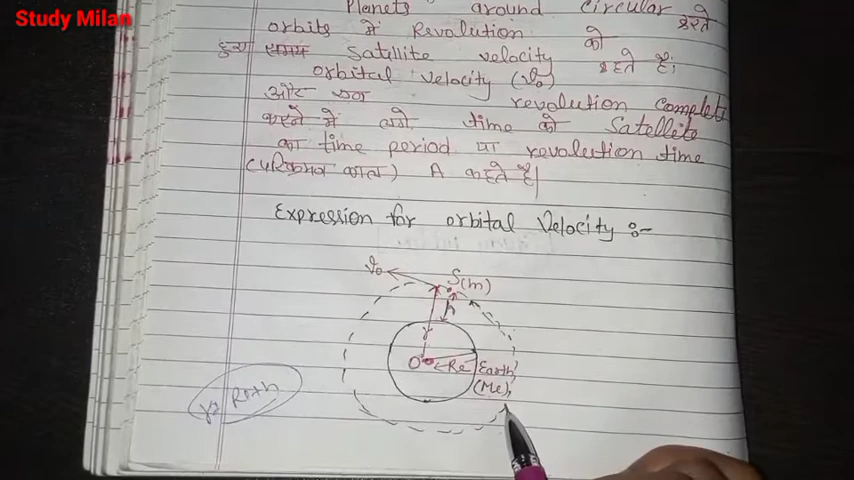 Study Milan
Planets around Circular करते
orbits में Revolution
इस समय Satellite velocity को
orbital velocity (v₀) कहते हैं।
और एक revolution Complete
करने में लगे time को Satellite
का time period या revolution time
(परिक्रमण काल) A कहते हैं|
Expression for orbital Velocity :-
v₀ S(m)
h
r
O Re Earth
(Me)
r= Re+h